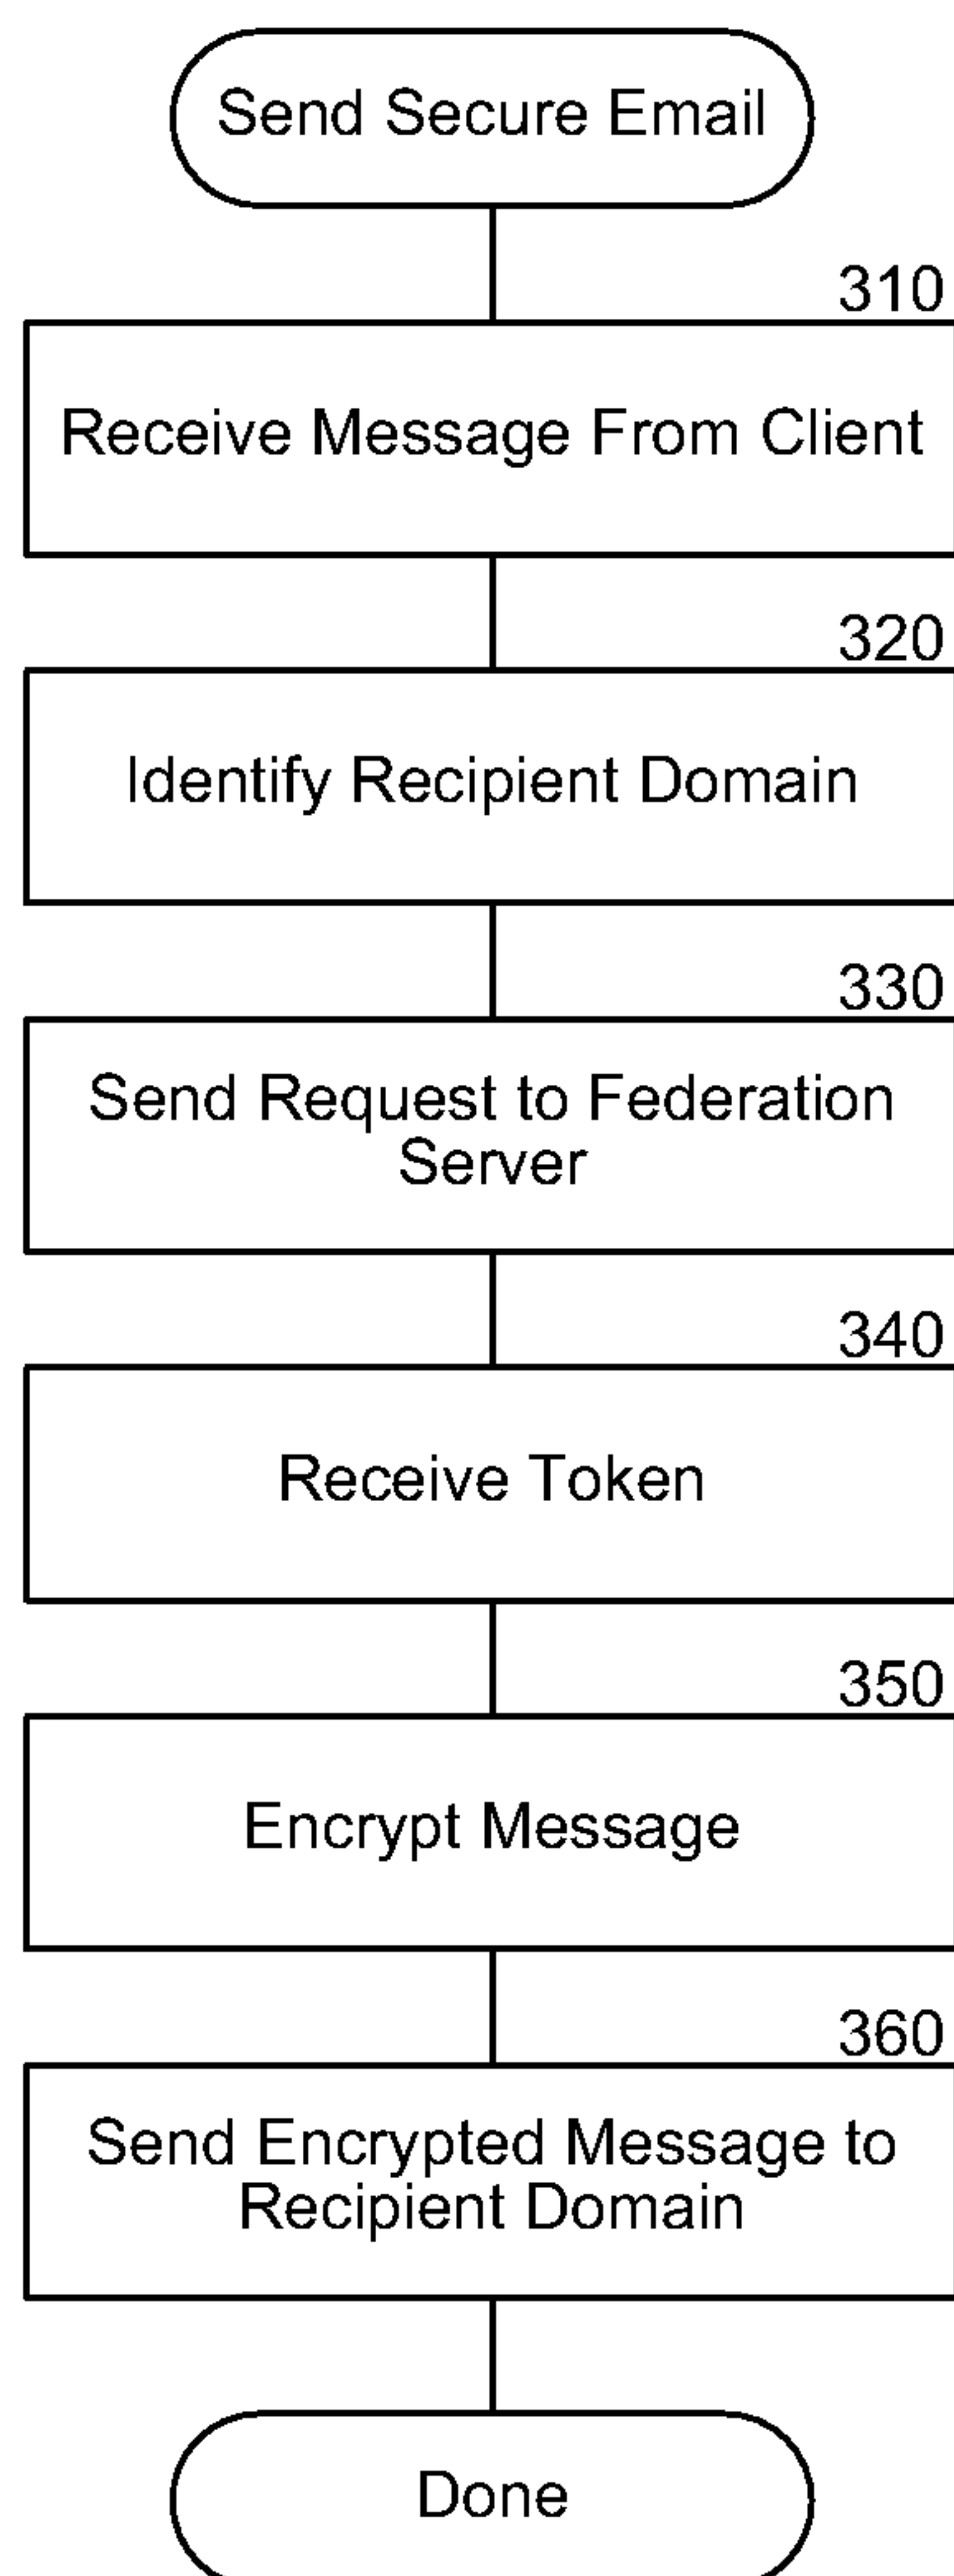 Send Secure Email
310
Receive Message From Client
320
Identify Recipient Domain
330
Send Request to Federation
Server
340
Receive Token
350
Encrypt Message
360
Send Encrypted Message to
Recipient Domain
Done